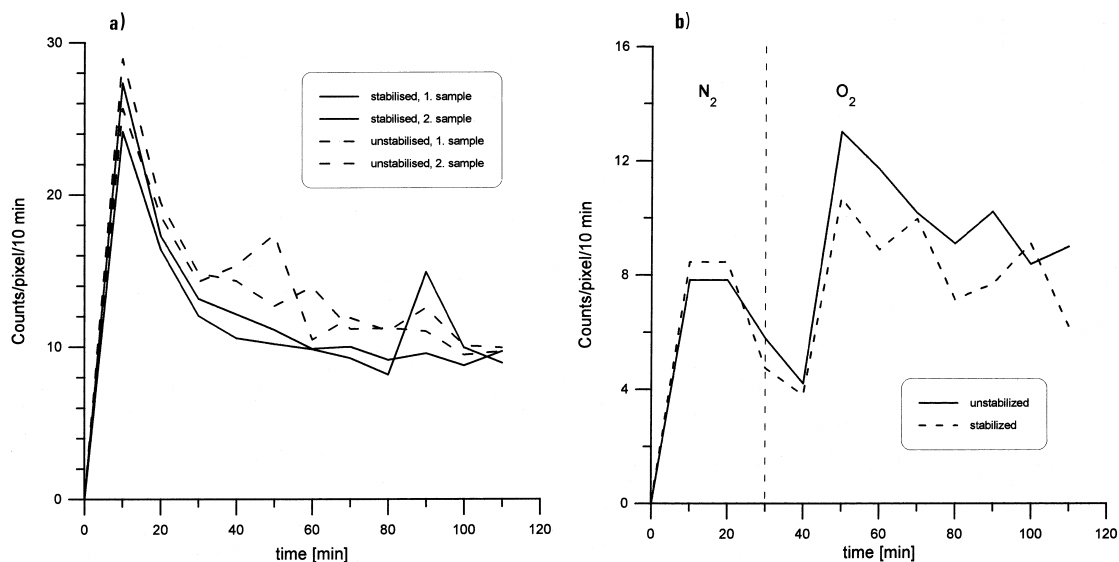 a)
30
20
10
0
Counts/pixel/10 min
stabilised, 1. sample
stabilised, 2. sample
unstabilised, 1. sample
unstabilised, 2. sample
0 20 40 60 80 100 120
time [min]
b)
16
12
8
4
0
Counts/pixel/10 min
N2
O2
unstabilized
stabilized
0 20 40 60 80 100 120
time [min]